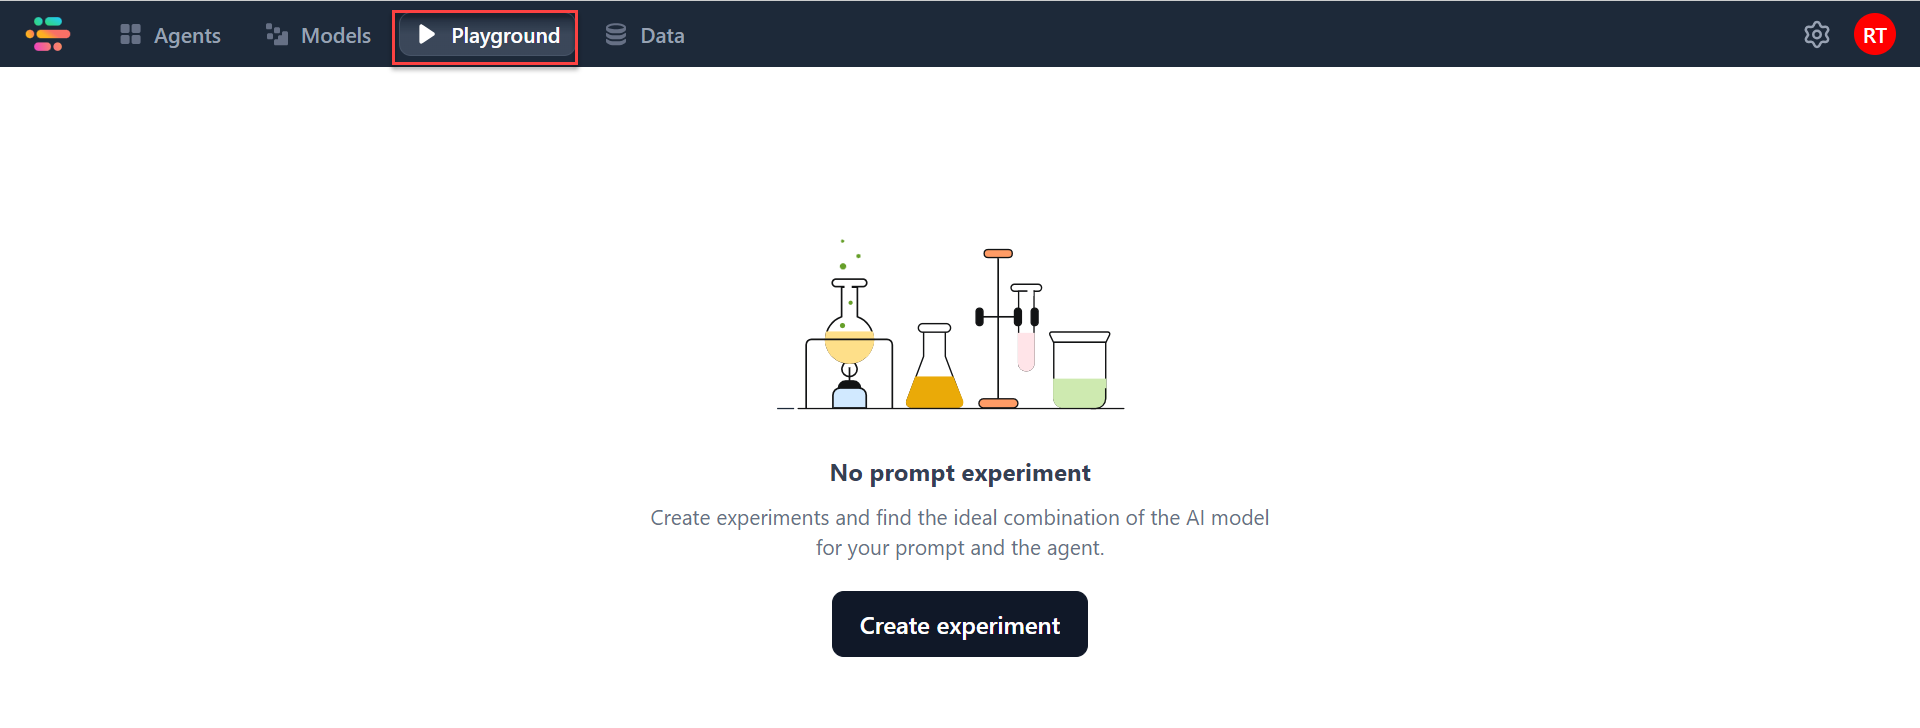 Agents Models Playground Data RT
No prompt experiment
Create experiments and find the ideal combination of the AI model
for your prompt and the agent.
Create experiment